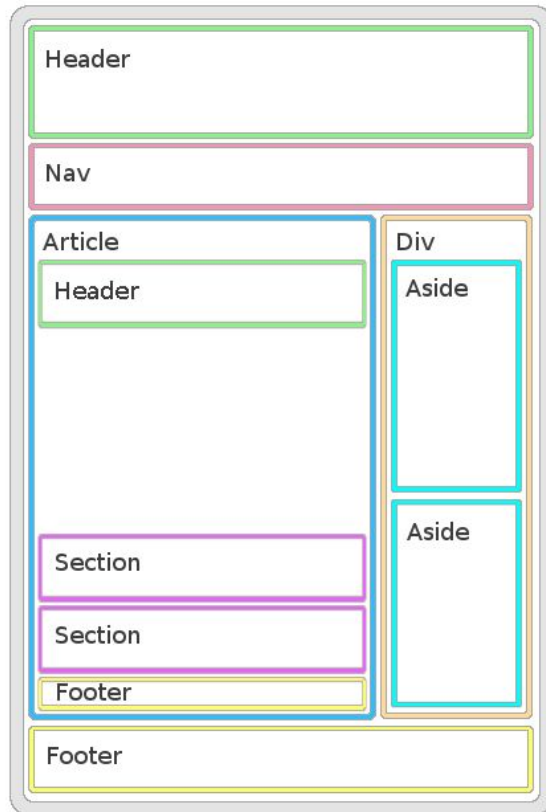 Header
Nav
Article
Header
Section
Section
Footer
Div
Aside
Aside
Footer